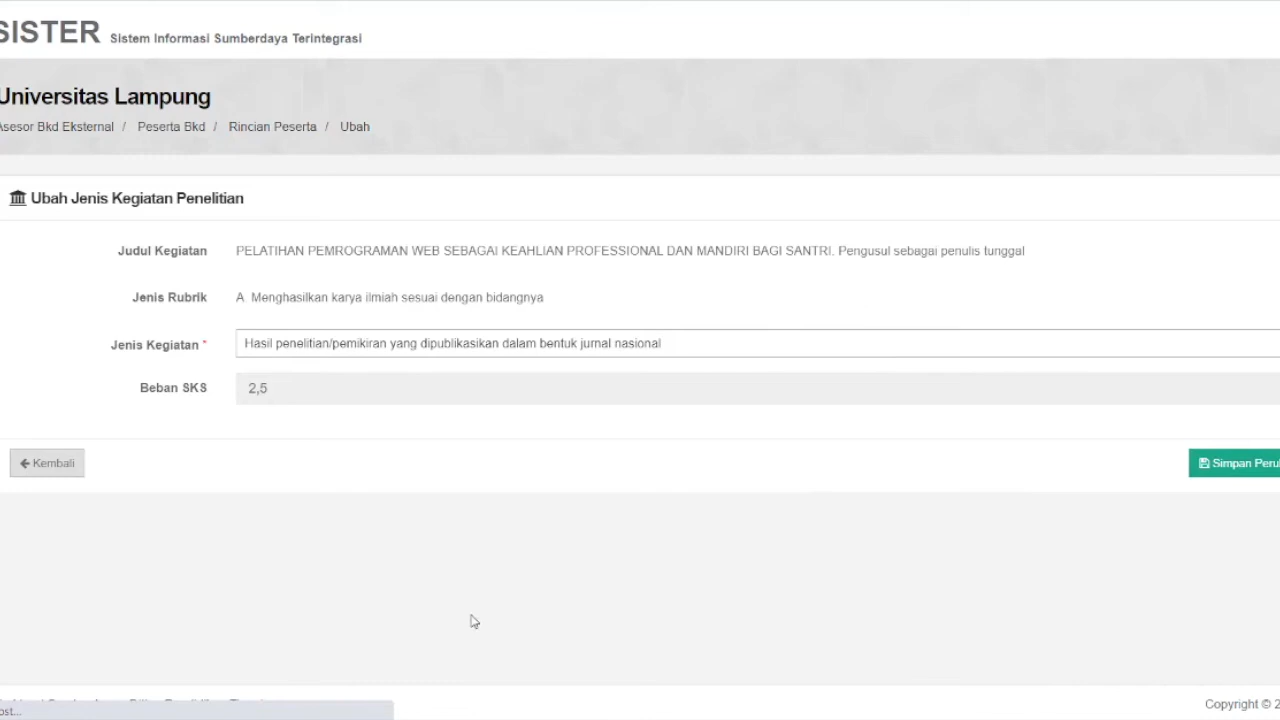 SISTER Sistem Informasi Sumberdaya Terintegrasi
Universitas Lampung
Asesor Bkd Eksternal / Peserta Bkd / Rincian Peserta / Ubah
Ubah Jenis Kegiatan Penelitian
Judul Kegiatan PELATIHAN PEMROGRAMAN WEB SEBAGAI KEAHLIAN PROFESSIONAL DAN MANDIRI BAGI SANTRI. Pengusul sebagai penulis tunggal
Jenis Rubrik A Menghasilkan karya ilmiah sesuai dengan bidangnya
Jenis Kegiatan * Hasil penelitian/pemikiran yang dipublikasikan dalam bentuk jurnal nasional
Beban SKS 2,5
Kembali
Simpan
Copyright ©